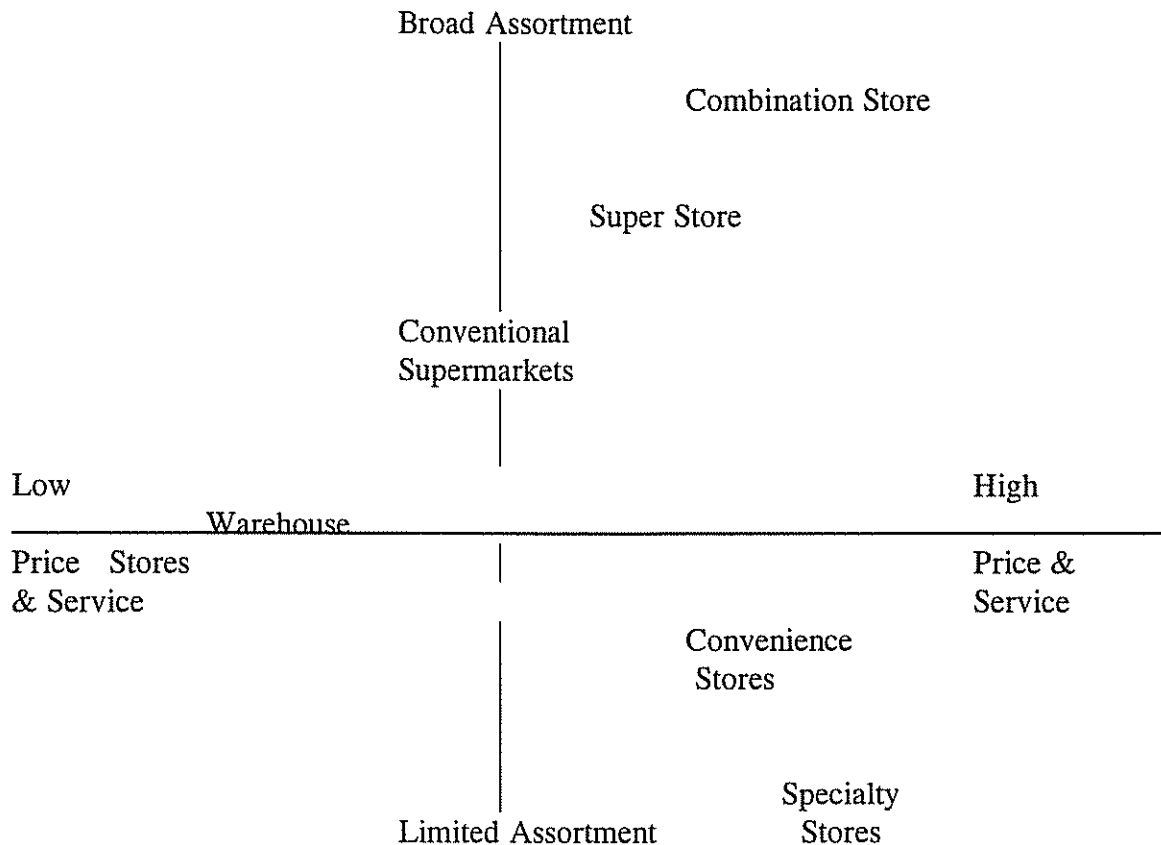 Broad Assortment
Combination Store
Super Store
Conventional
Supermarkets
Low
High
Warehouse
Price Stores
& Service
Price &
Service
Convenience
Stores
Specialty
Stores
Limited Assortment